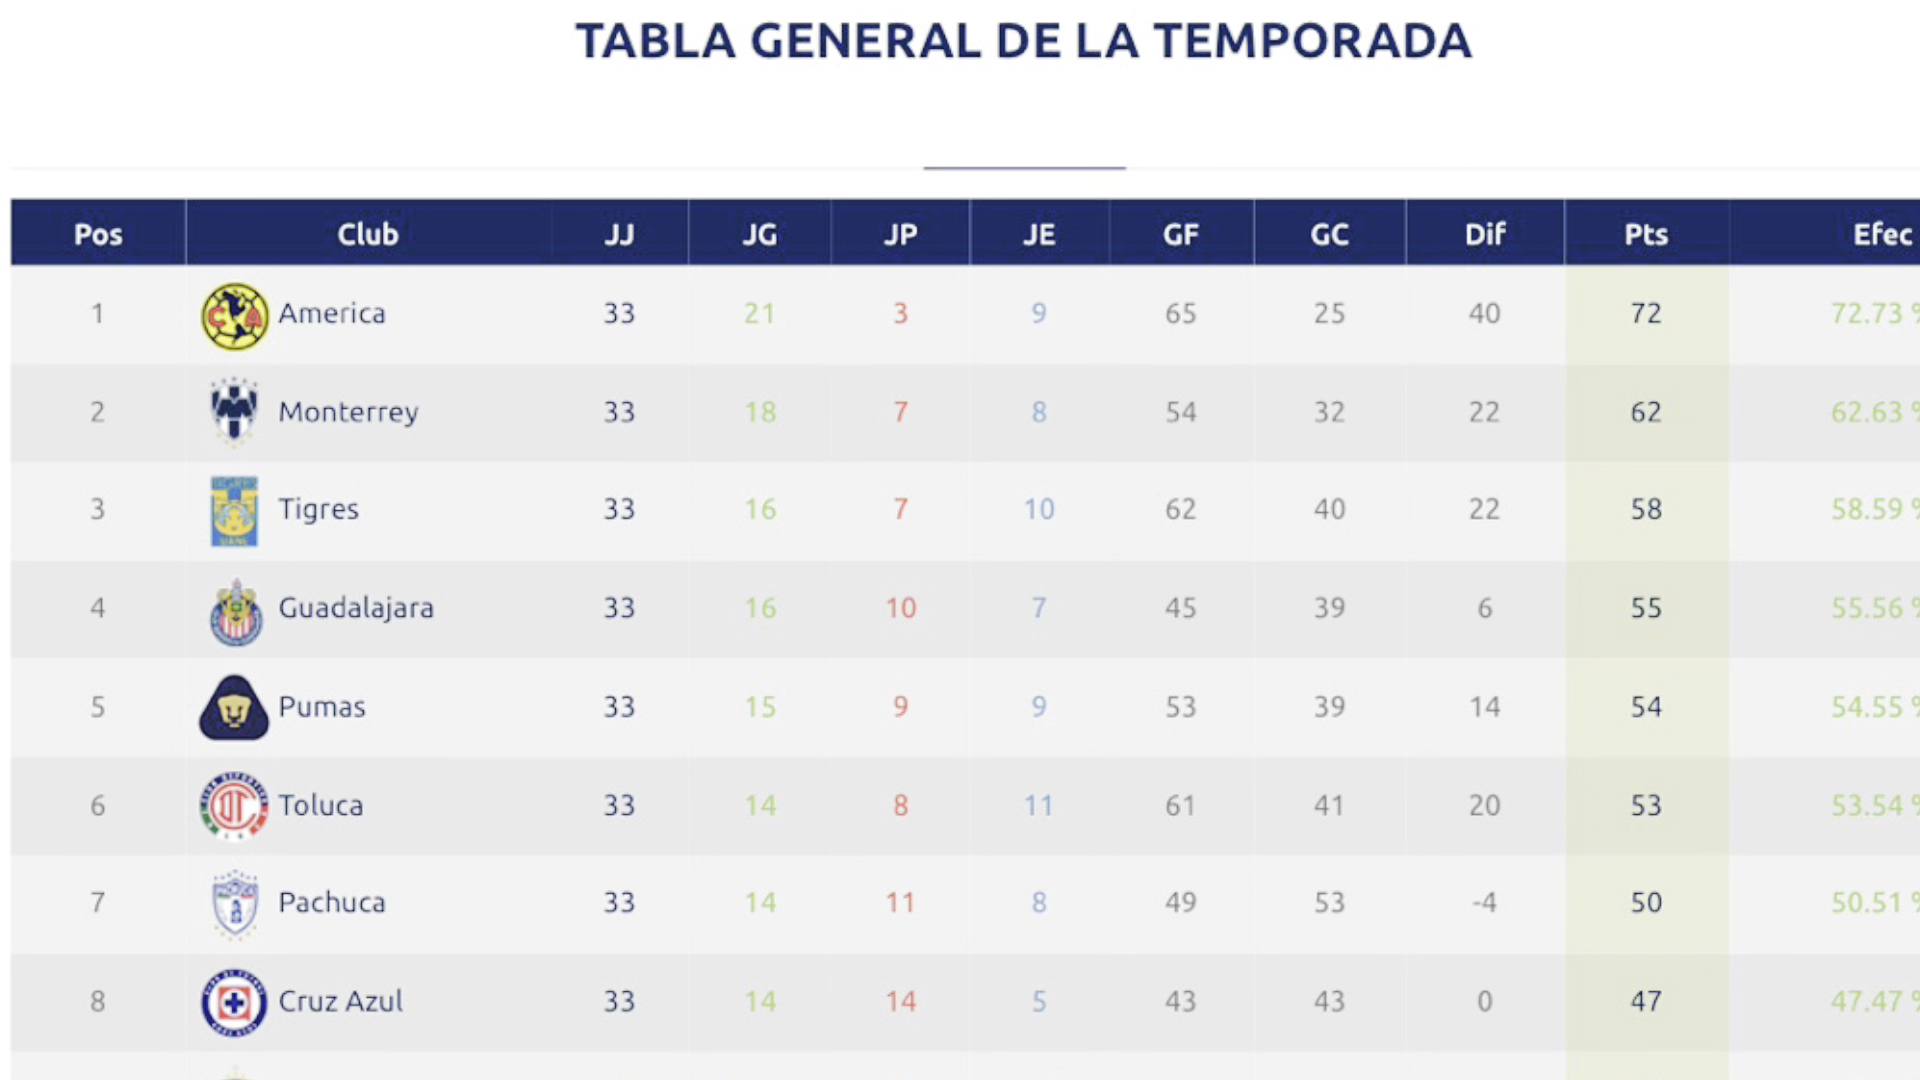 TABLA GENERAL DE LA TEMPORADA
Pos Club JJ JG JP JE GF GC Dif Pts Efec
1 America 33 21 3 9 65 25 40 72 72.73 %
2 Monterrey 33 18 7 8 54 32 22 62 62.63 %
3 Tigres 33 16 7 10 62 40 22 58 58.59 %
4 Guadalajara 33 16 10 7 45 39 6 55 55.56 %
5 Pumas 33 15 9 9 53 39 14 54 54.55 %
6 Toluca 33 14 8 11 61 41 20 53 53.54 %
7 Pachuca 33 14 11 8 49 53 -4 50 50.51 %
8 Cruz Azul 33 14 14 5 43 43 0 47 47.47 %